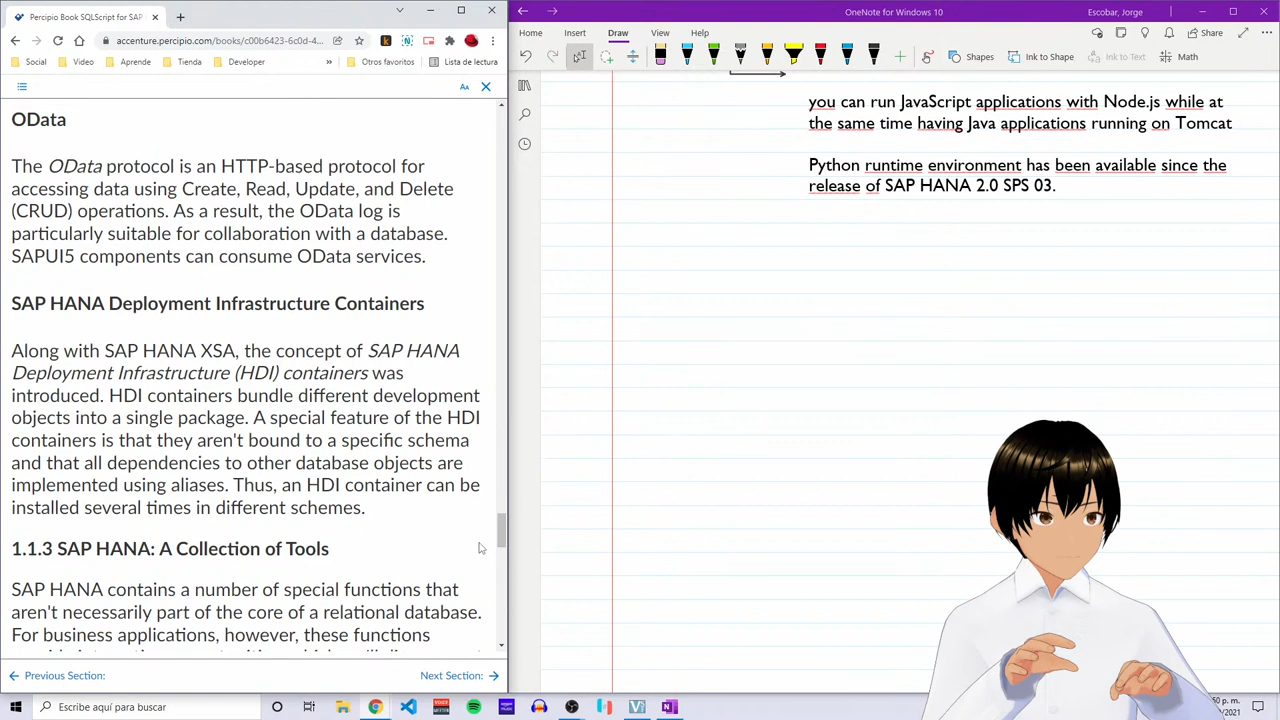 Percipio Book SQLScript for SAP
accenture.percipio.com/books/c00b6423-6c0d-4...
Social
Video
Aprende
Tienda
Developer
»
Otros favoritos
Lista de lectura
AA
OData
The OData protocol is an HTTP-based protocol for
accessing data using Create, Read, Update, and Delete
(CRUD) operations. As a result, the OData log is
particularly suitable for collaboration with a database.
SAPUI5 components can consume OData services.
SAP HANA Deployment Infrastructure Containers
Along with SAP HANA XSA, the concept of SAP HANA
Deployment Infrastructure (HDI) containers was
introduced. HDI containers bundle different development
objects into a single package. A special feature of the HDI
containers is that they aren't bound to a specific schema
and that all dependencies to other database objects are
implemented using aliases. Thus, an HDI container can be
installed several times in different schemes.
1.1.3 SAP HANA: A Collection of Tools
SAP HANA contains a number of special functions that
aren't necessarily part of the core of a relational database.
For business applications, however, these functions
Previous Section:
Next Section:
OneNote for Windows 10
Escobar, Jorge
Home
Insert
Draw
View
Help
Share
Shapes
Ink to Shape
Ink to Text
Math
you can run JavaScript applications with Node.js while at
the same time having Java applications running on Tomcat
Python runtime environment has been available since the
release of SAP HANA 2.0 SPS 03.
Escribe aquí para buscar
0 p. m.
/2021